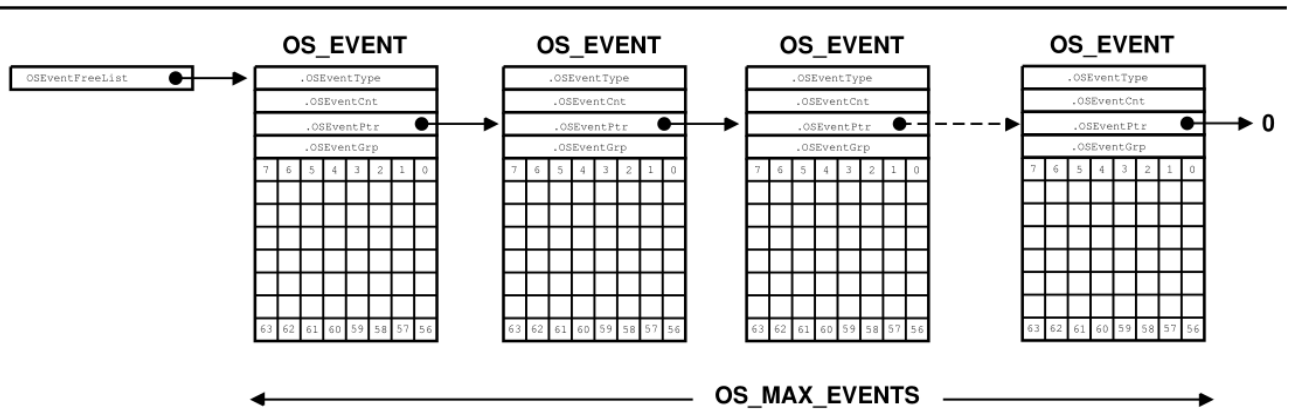 OS_EVENT OS_EVENT OS_EVENT OS_EVENT
OSEventFreeList .OSEventType .OSEventType .OSEventType .OSEventType
.OSEventCnt .OSEventCnt .OSEventCnt .OSEventCnt
.OSEventPtr .OSEventPtr .OSEventPtr .OSEventPtr 0
.OSEventGrp .OSEventGrp .OSEventGrp .OSEventGrp
7 6 5 4 3 2 1 0 7 6 5 4 3 2 1 0 7 6 5 4 3 2 1 0 7 6 5 4 3 2 1 0
63 62 61 60 59 58 57 56 63 62 61 60 59 58 57 56 63 62 61 60 59 58 57 56 63 62 61 60 59 58 57 56
OS_MAX_EVENTS